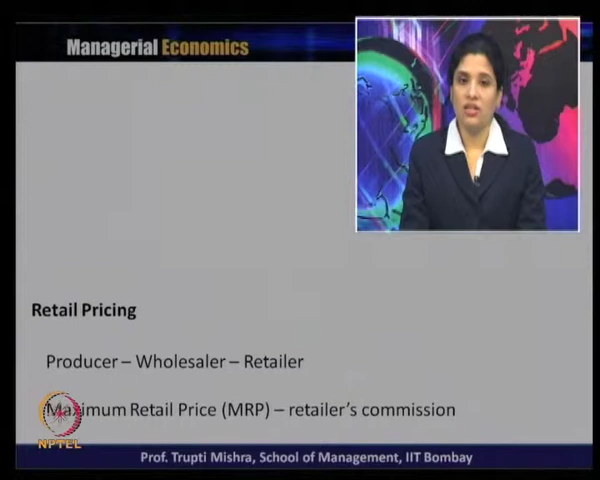 Managerial Economics
Retail Pricing
Producer – Wholesaler – Retailer
Maximum Retail Price (MRP) – retailer's commission
NPTEL
Prof. Trupti Mishra, School of Management, IIT Bombay